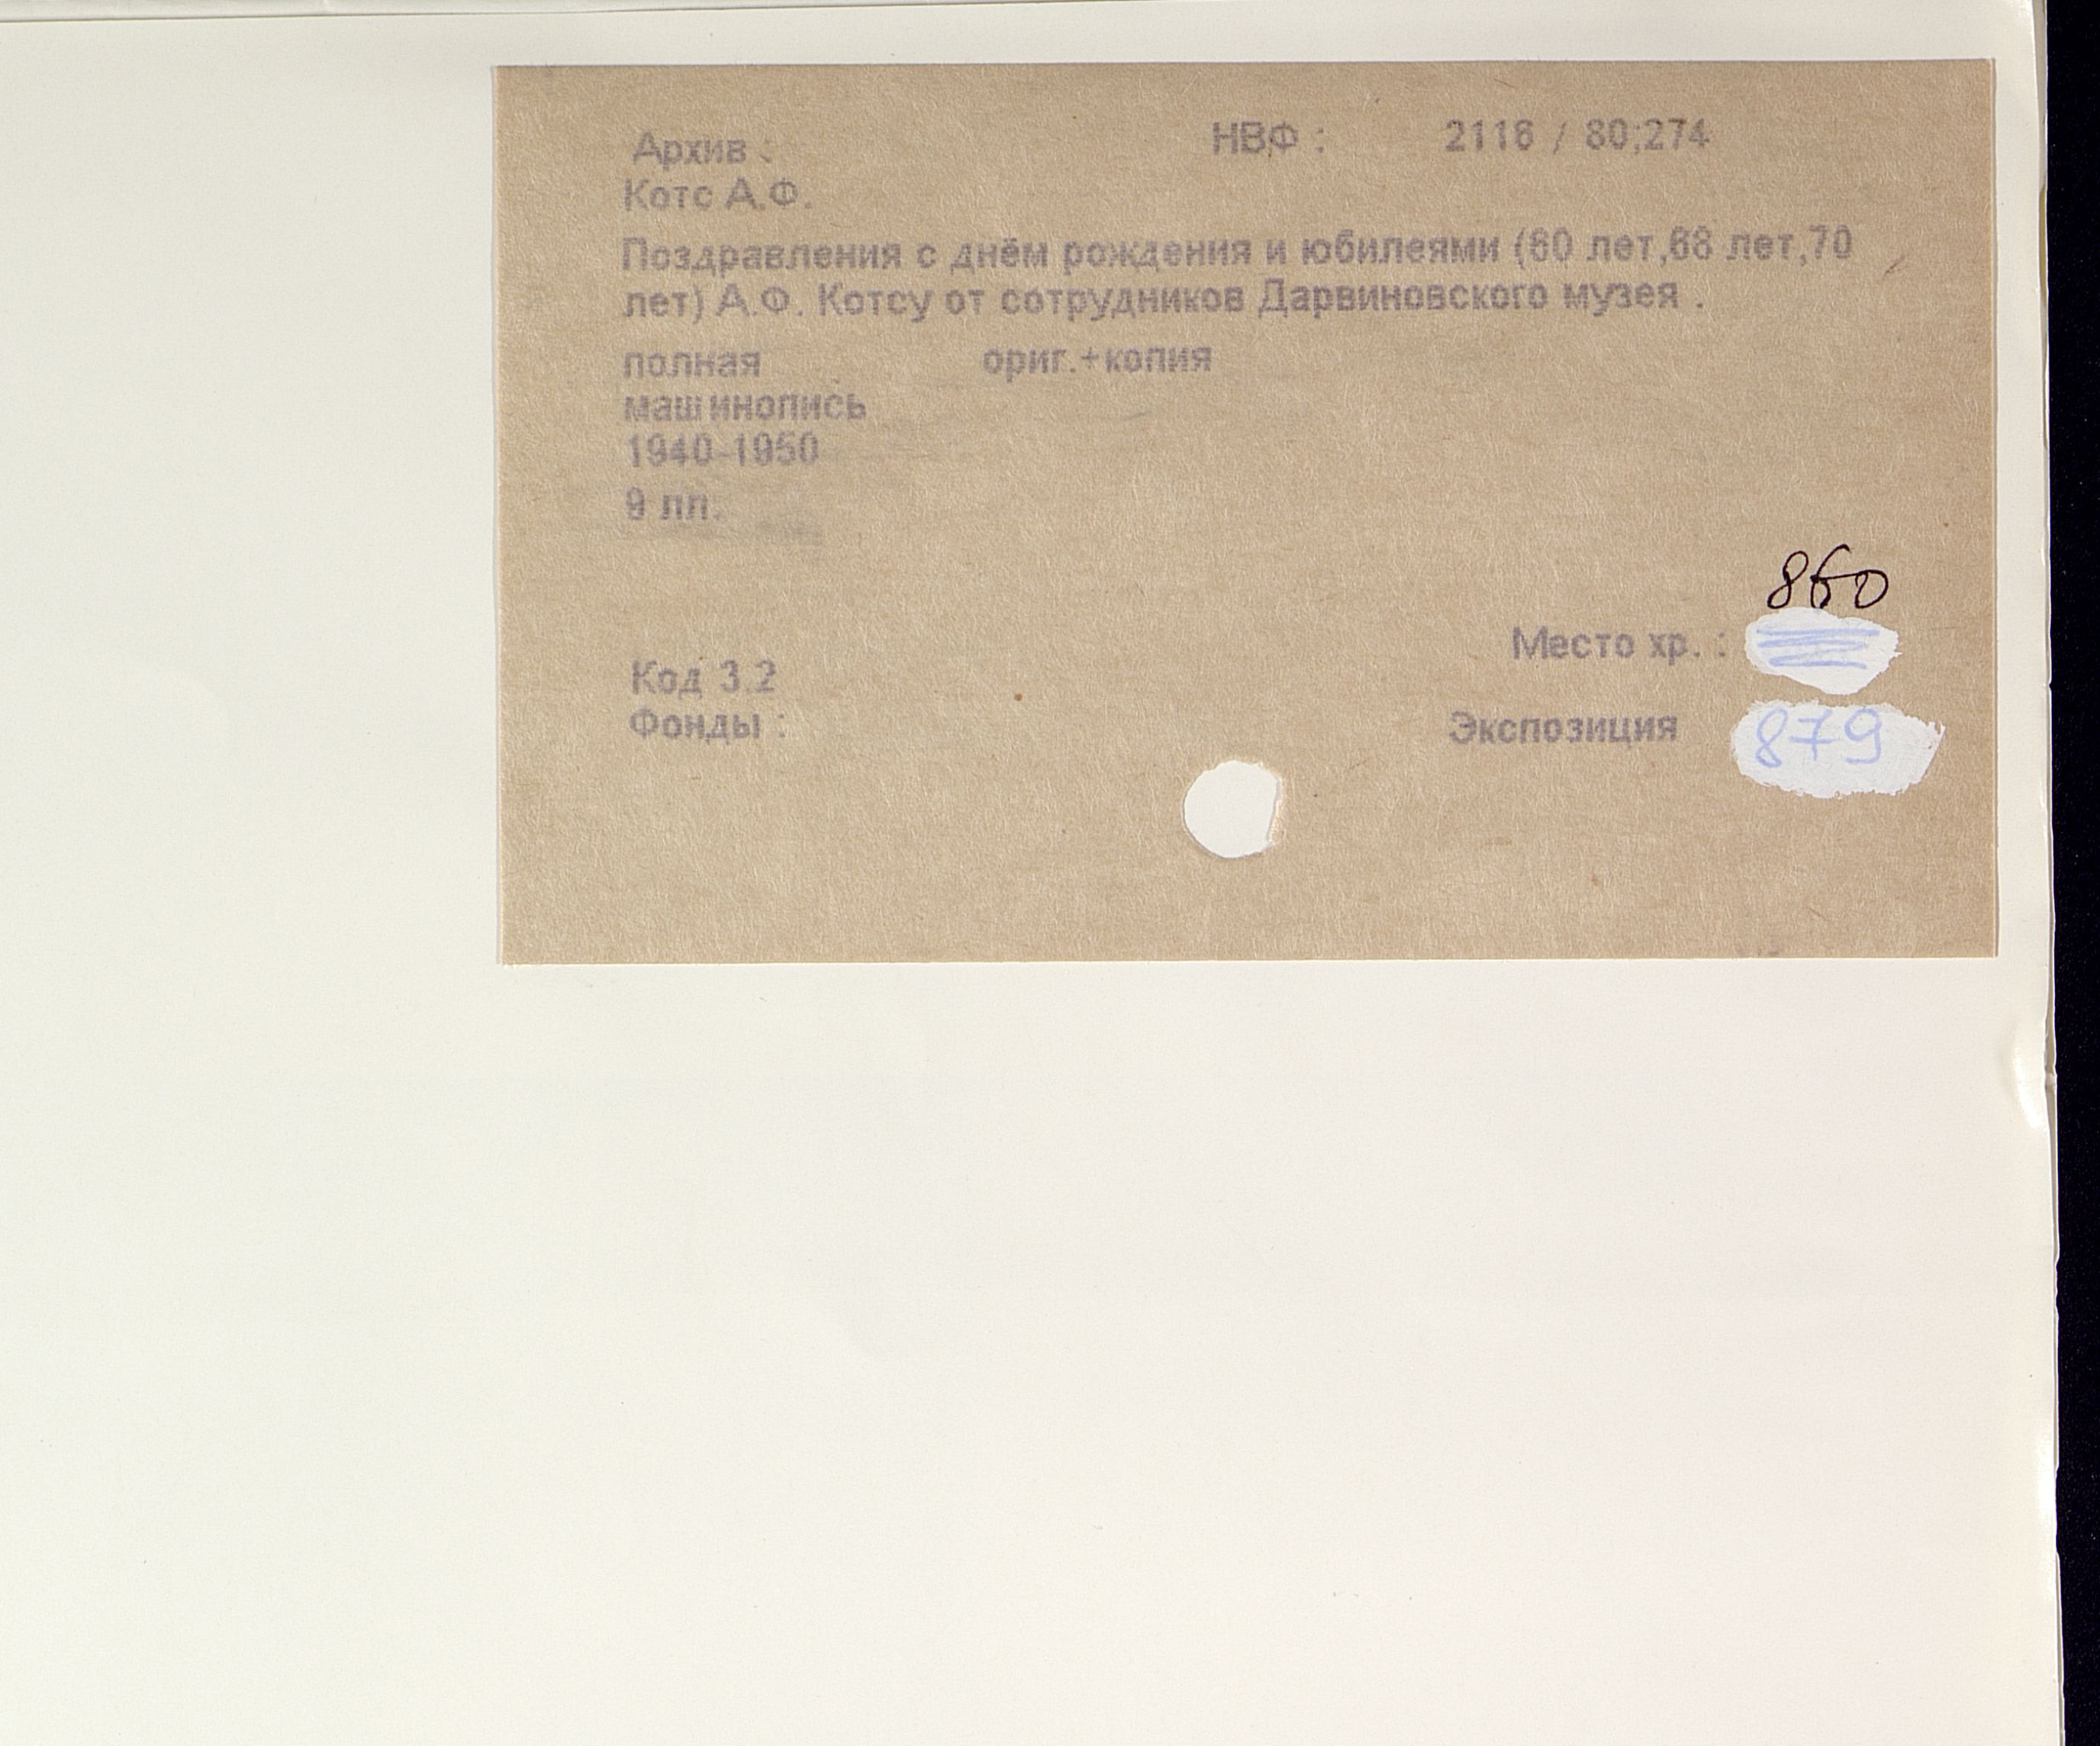 Архив :
НВФ : 2116 / 80;274
Котс А.Ф.
Поздравления с днём рождения и юбилеями (60 лет,68 лет,70
лет) А.Ф. Котсу от сотрудников Дарвиновского музея .
полная ориг.+копия
машинопись
1940-1950
9 лл.
860
Место хр. :
Код 3.2
Фонды :
Экспозиция 879